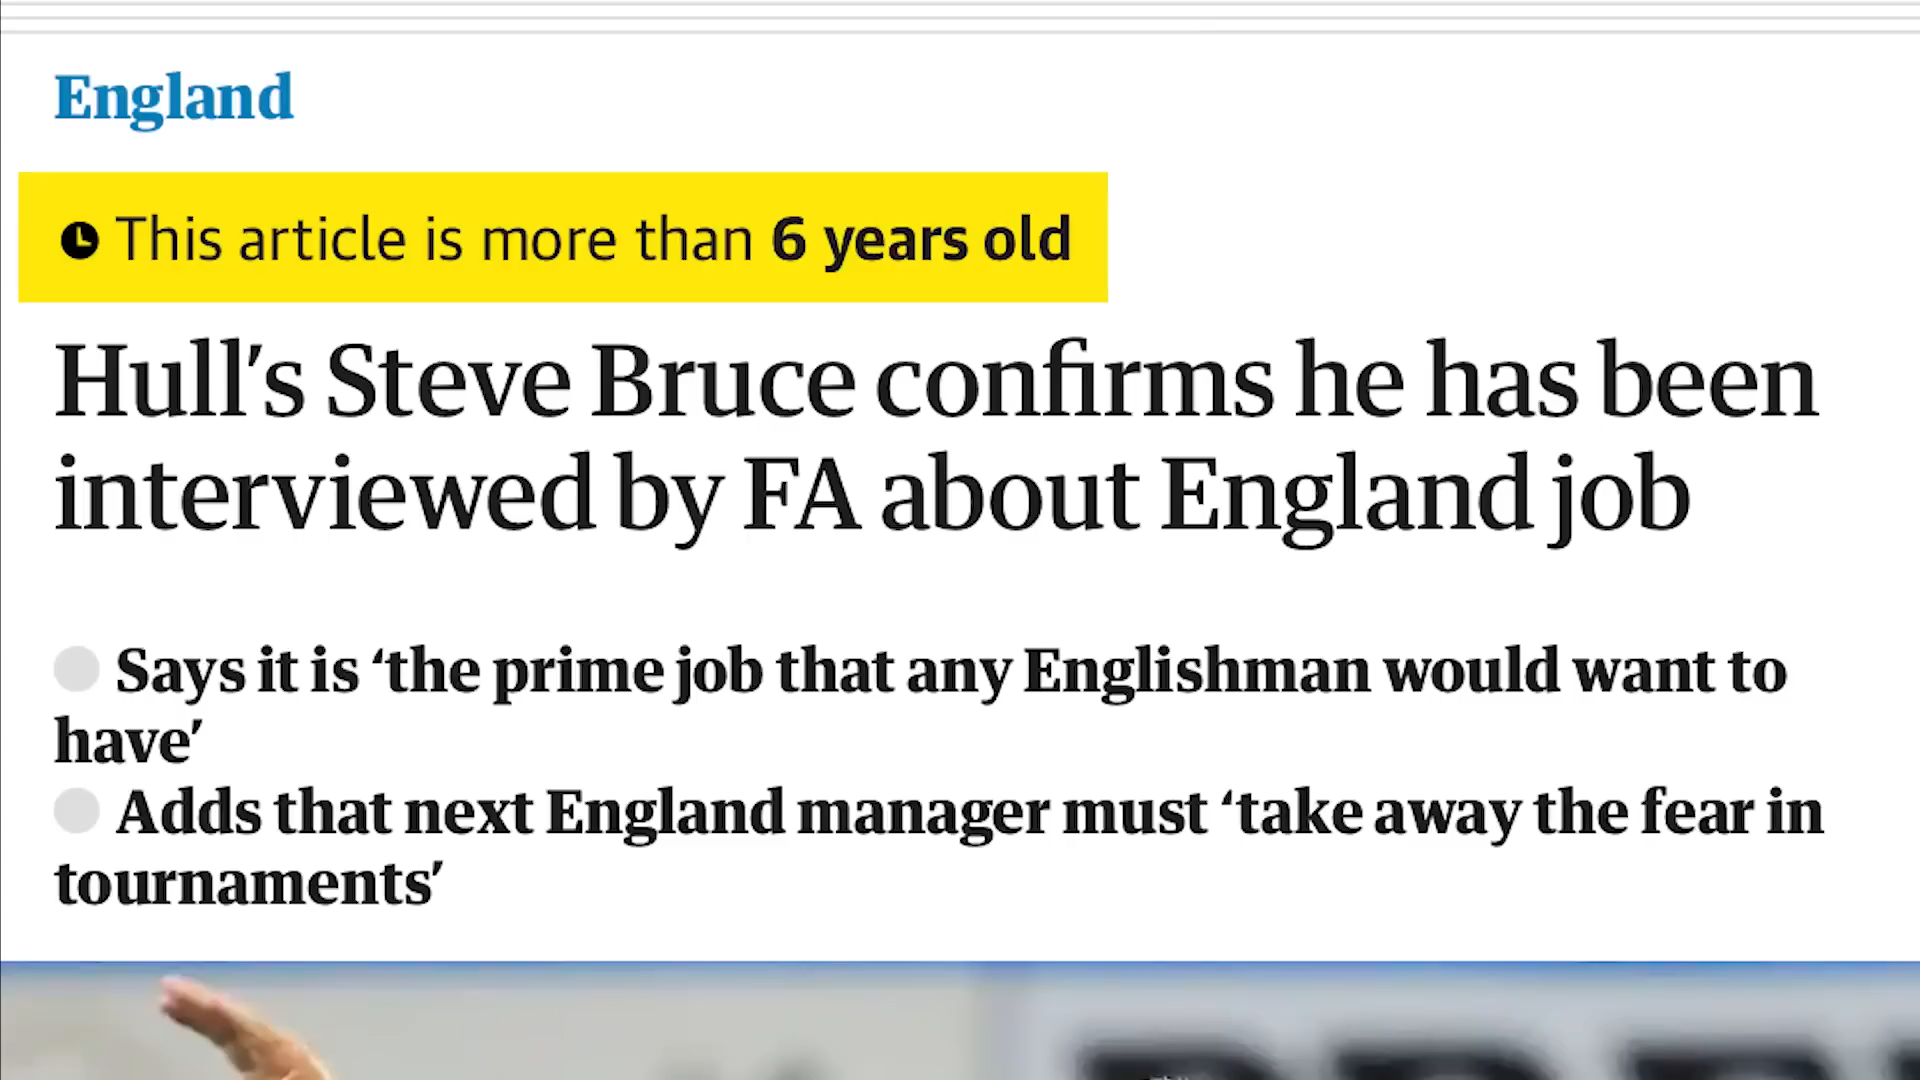 England
This article is more than 6 years old
Hull’s Steve Bruce confirms he has been
interviewed by FA about England job
Says it is ‘the prime job that any Englishman would want to
have’
Adds that next England manager must ‘take away the fear in
tournaments’